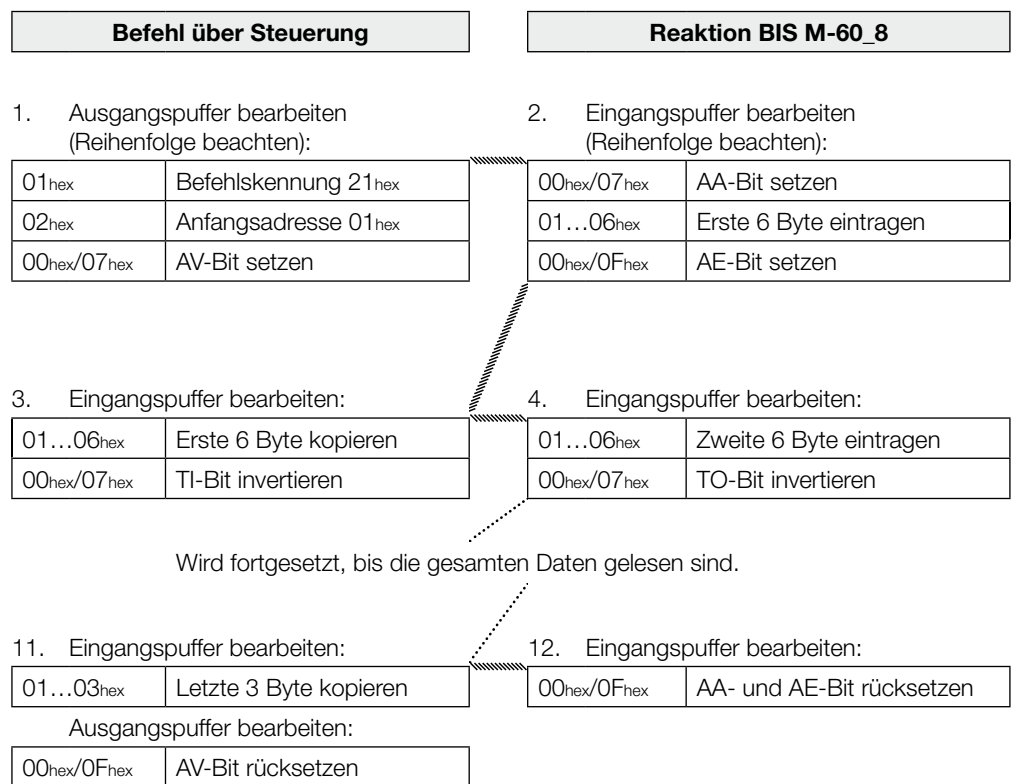 Befehl über Steuerung
Reaktion BIS M-60_8
1. Ausgangspuffer bearbeiten
(Reihenfolge beachten):
01hex Befehlskennung 21hex
02hex Anfangsadresse 01hex
00hex/07hex AV-Bit setzen
2. Eingangspuffer bearbeiten
(Reihenfolge beachten):
00hex/07hex AA-Bit setzen
01…06hex Erste 6 Byte eintragen
00hex/0Fhex AE-Bit setzen
3. Eingangspuffer bearbeiten:
01…06hex Erste 6 Byte kopieren
00hex/07hex TI-Bit invertieren
4. Eingangspuffer bearbeiten:
01…06hex Zweite 6 Byte eintragen
00hex/07hex TO-Bit invertieren
Wird fortgesetzt, bis die gesamten Daten gelesen sind.
11. Eingangspuffer bearbeiten:
01…03hex Letzte 3 Byte kopieren
Ausgangspuffer bearbeiten:
00hex/0Fhex AV-Bit rücksetzen
12. Eingangspuffer bearbeiten:
00hex/0Fhex AA- und AE-Bit rücksetzen